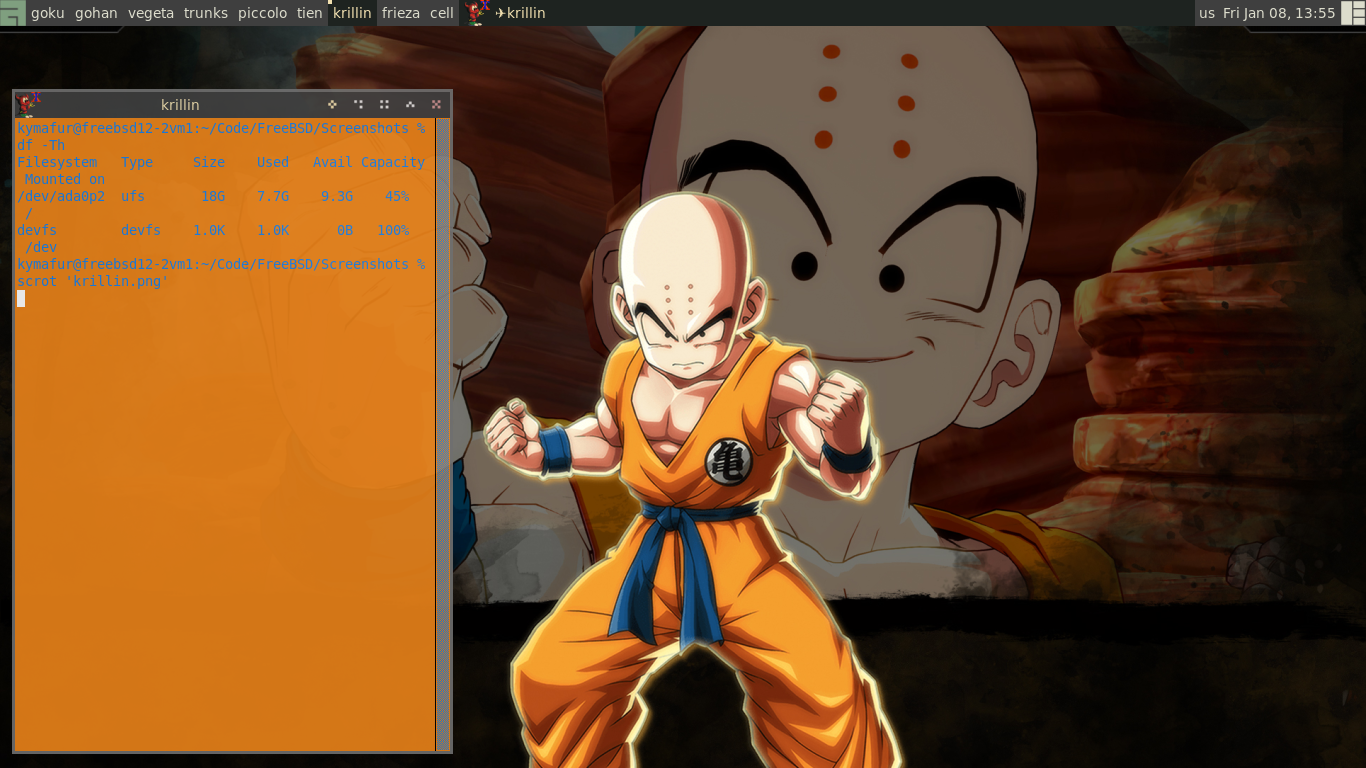 goku gohan vegeta trunks piccolo tien krillin frieza cell ✈krillin us Fri Jan 08, 13:55
krillin
kymafur@freebsd12-2vm1:~/Code/FreeBSD/Screenshots %
df -Th
Filesystem   Type     Size    Used   Avail Capacity
 Mounted on
/dev/ada0p2  ufs       18G    7.7G    9.3G    45%
 /
devfs        devfs    1.0K    1.0K      0B   100%
 /dev
kymafur@freebsd12-2vm1:~/Code/FreeBSD/Screenshots %
scrot 'krillin.png'
亀